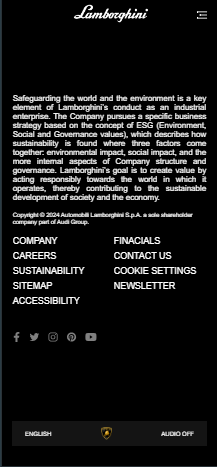 Lamborghini
Safeguarding the world and the environment is a key
element of Lamborghini's conduct as an industrial
enterprise. The Company pursues a specific business
strategy based on the concept of ESG (Environment,
Social and Governance values), which describes how
sustainability is found where three factors come
together: environmental impact, social impact, and the
more internal aspects of Company structure and
governance. Lamborghini's goal is to create value by
acting responsibly towards the world in which it
operates, thereby contributing to the sustainable
development of society and the economy.
Copyright © 2024 Automobili Lamborghini S.p.A. a sole shareholder
company part of Audi Group.
COMPANY FINACIALS
CAREERS CONTACT US
SUSTAINABILITY COOKIE SETTINGS
SITEMAP NEWSLETTER
ACCESSIBILITY
ENGLISH AUDIO OFF